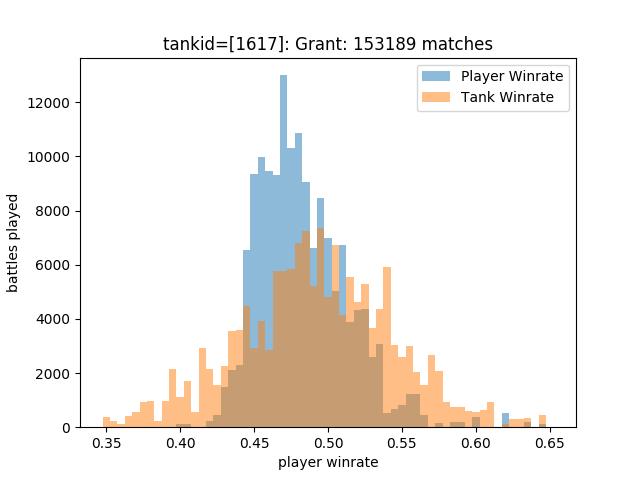 tankid=[1617]: Grant: 153189 matches
Player Winrate
Tank Winrate
battles played
12000
10000
8000
6000
4000
2000
0
0.35 0.40 0.45 0.50 0.55 0.60 0.65
player winrate